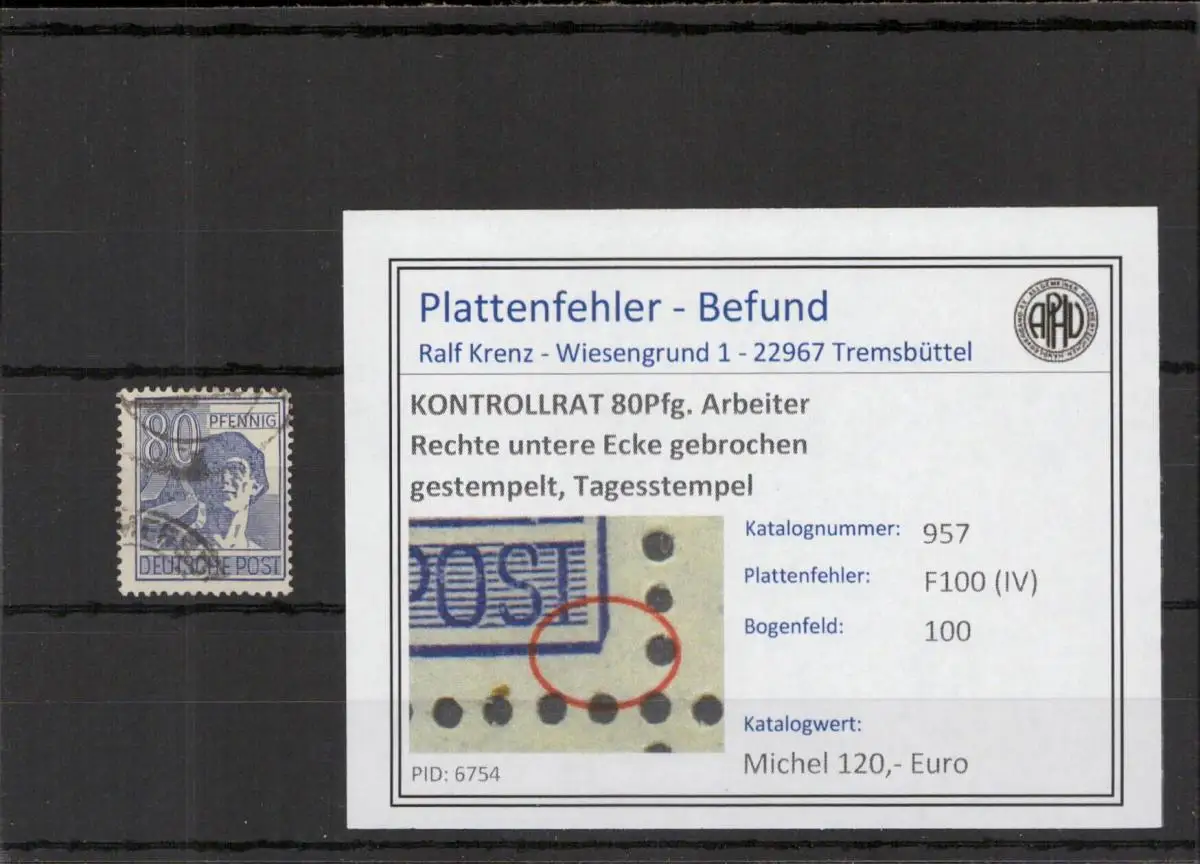 80 PFENNIG
DEUTSCHE POST
Plattenfehler - Befund
Ralf Krenz - Wiesengrund 1 - 22967 Tremsbüttel
APHV
KONTROLLRAT 80Pfg. Arbeiter
Rechte untere Ecke gebrochen
gestempelt, Tagesstempel
POST
Katalognummer: 957
Plattenfehler: F100 (IV)
Bogenfeld: 100
Katalogwert:
Michel 120,- Euro
PID: 6754